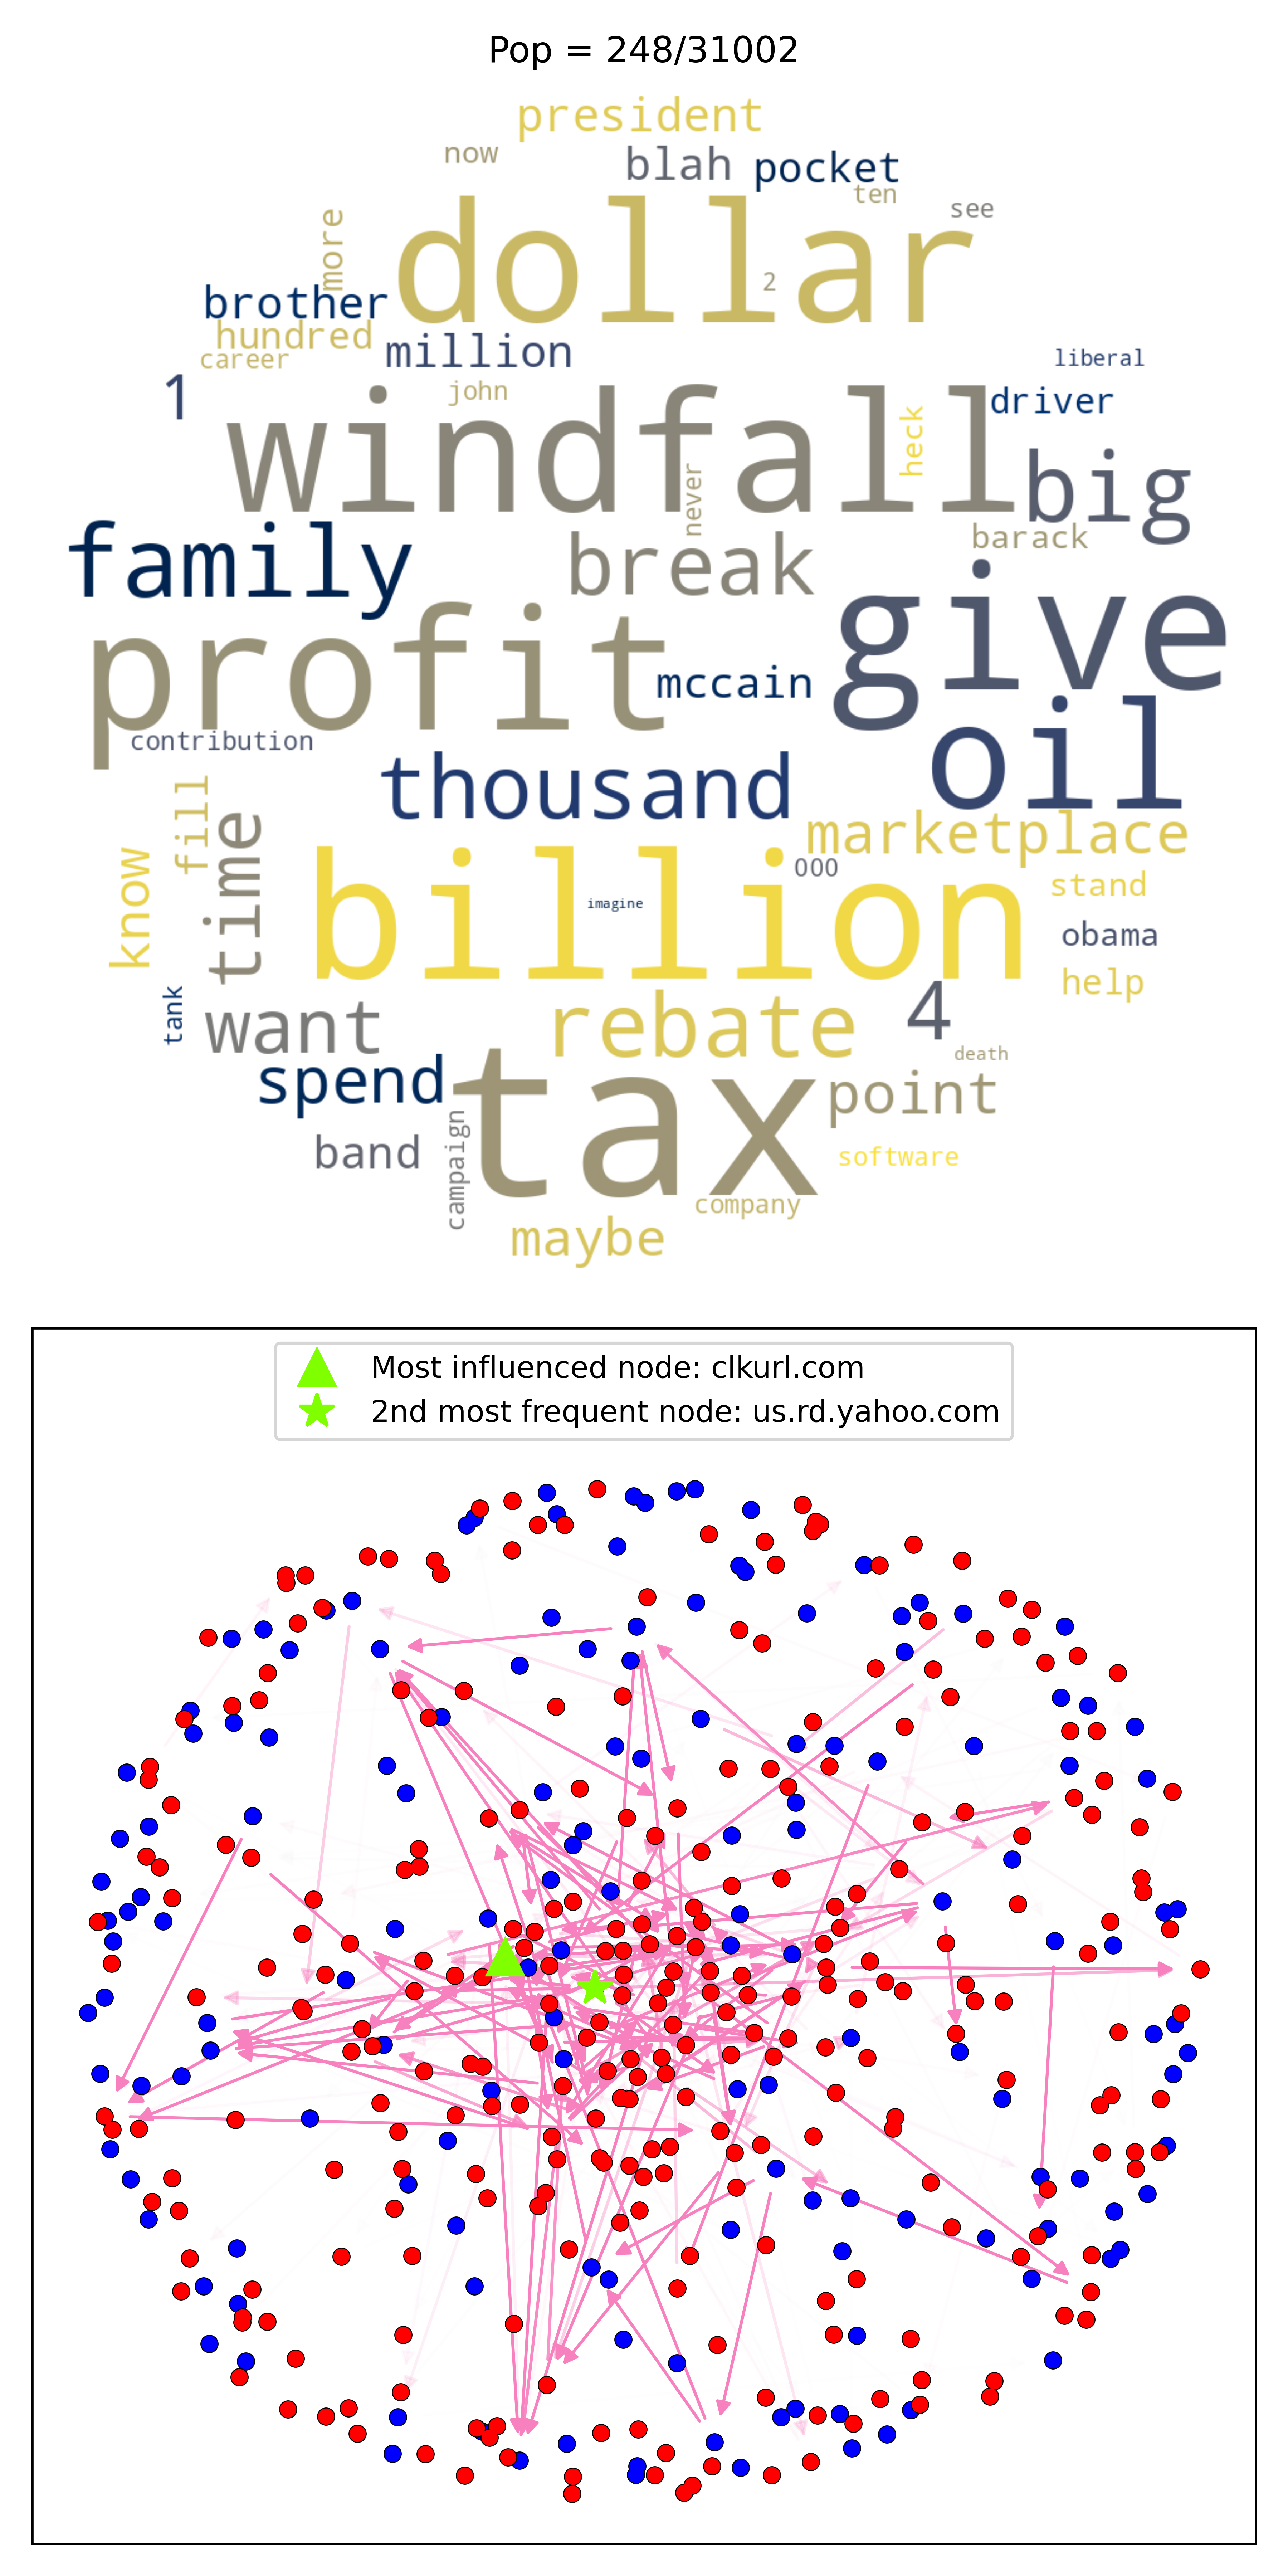 Pop = 248/31002
president
now
blah
pocket
ten
see
more
dollar
2
brother
hundred
million
career
liberal
1
john
driver
windfall
heck
never
big
family
break
barack
give
profit
mccain
oil
contribution
thousand
fill
marketplace
time
know
billion
000
stand
imagine
obama
help
tank
want
rebate
4
death
spend
tax
point
band
campaign
software
company
maybe
Most influenced node: clkurl.com
2nd most frequent node: us.rd.yahoo.com